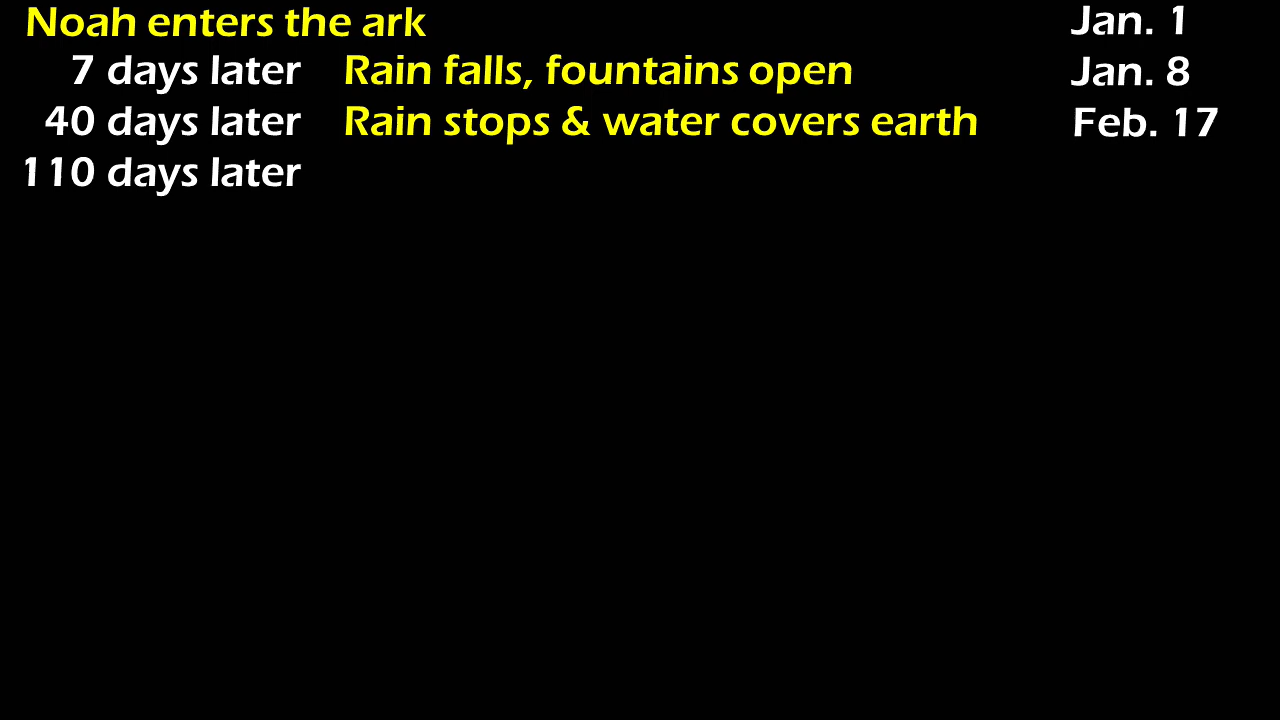 Noah enters the ark Jan. 1
7 days later Rain falls, fountains open Jan. 8
40 days later Rain stops & water covers earth Feb. 17
110 days later